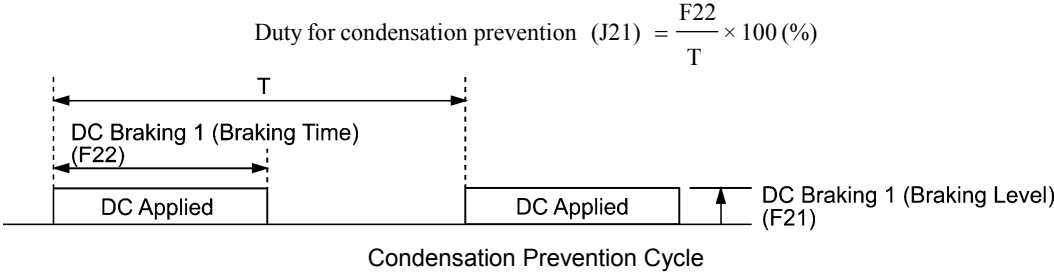 Duty for condensation prevention (J21) = F22 / T × 100 (%)
T
DC Braking 1 (Braking Time)
(F22)
DC Applied
DC Applied
DC Braking 1 (Braking Level)
(F21)
Condensation Prevention Cycle